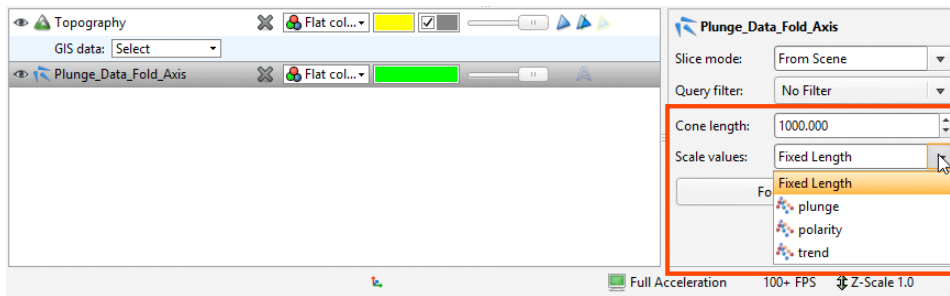 Topography
Flat col...
GIS data: Select
Plunge_Data_Fold_Axis
Flat col...
Plunge_Data_Fold_Axis
Slice mode: From Scene
Query filter: No Filter
Cone length: 1000.000
Scale values: Fixed Length
Fixed Length
Fo
plunge
polarity
trend
Full Acceleration
100+ FPS
Z-Scale 1.0